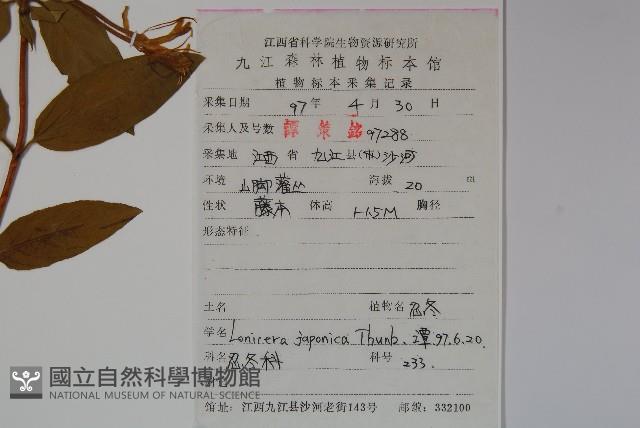 江西省科学院生物资源研究所
九江森林植物标本馆
植物标本采集记录
采集日期 97 年 4 月 30 日
采集人及号数 譚策銘 97288
采集地 江西 省 九江 县(市) 沙河
环境 山脚灌丛 海拔 20 m
性状 藤本 体高 1-1.5M 胸径
形态特征
土名 植物名 忍冬
学名 Lonicera japonica Thunb. 潭 97.6.20.
科名 忍冬科 科号 233.
國立自然科學博物館
NATIONAL MUSEUM OF NATURAL SCIENCE
馆址：江西九江县沙河老街143号 邮编：332100